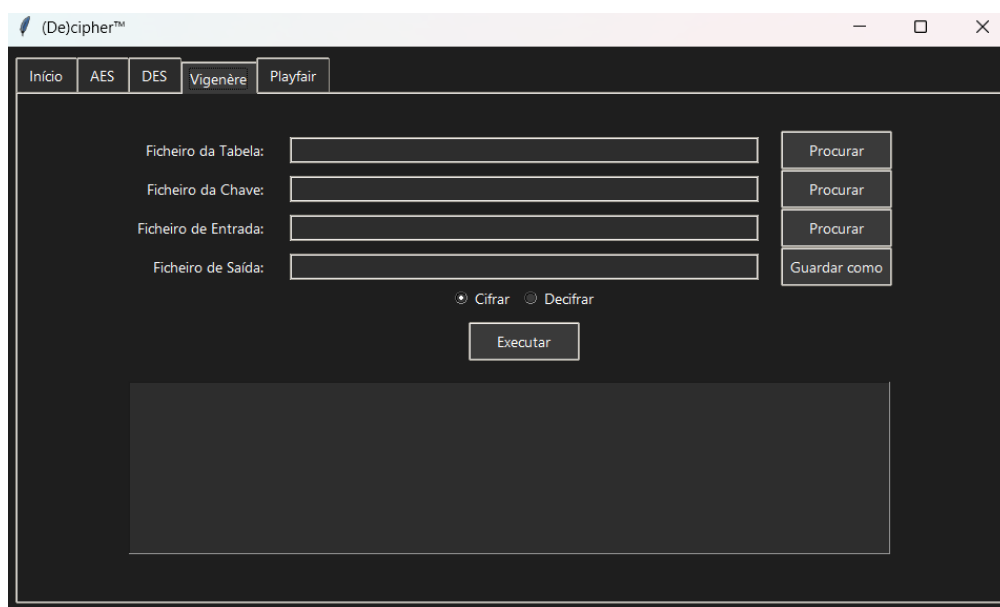 (De)cipher™
Início AES DES Vigenère Playfair
Ficheiro da Tabela: Procurar
Ficheiro da Chave: Procurar
Ficheiro de Entrada: Procurar
Ficheiro de Saída: Guardar como
Cifrar Decifrar
Executar